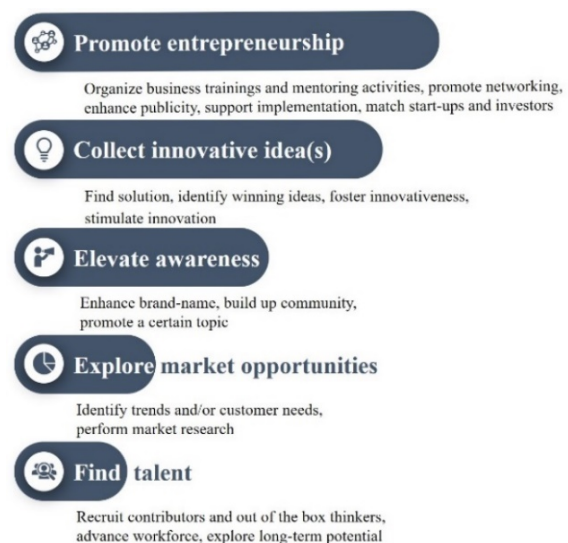 Promote entrepreneurship
Organize business trainings and mentoring activities, promote networking,
enhance publicity, support implementation, match start-ups and investors
Collect innovative idea(s)
Find solution, identify winning ideas, foster innovativeness,
stimulate innovation
Elevate awareness
Enhance brand-name, build up community,
promote a certain topic
Explore market opportunities
Identify trends and/or customer needs,
perform market research
Find talent
Recruit contributors and out of the box thinkers,
advance workforce, explore long-term potential